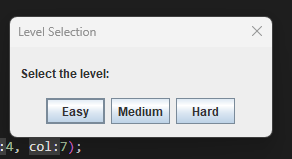 Level Selection
Select the level:
Easy Medium Hard
:4, col:7);